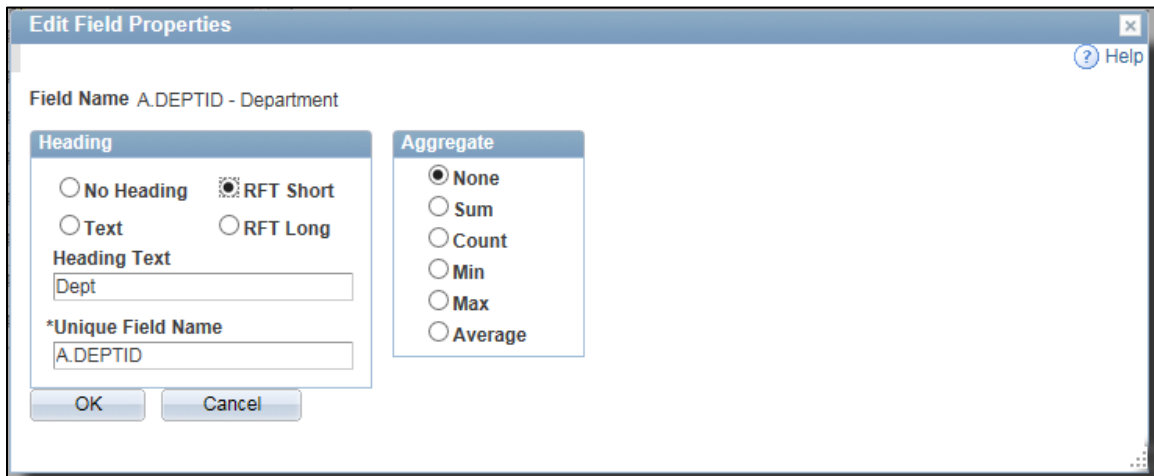 Edit Field Properties
? Help
Field Name A.DEPTID - Department
Heading
No Heading RFT Short
Text RFT Long
Heading Text
Dept
*Unique Field Name
A.DEPTID
OK Cancel
Aggregate
None
Sum
Count
Min
Max
Average